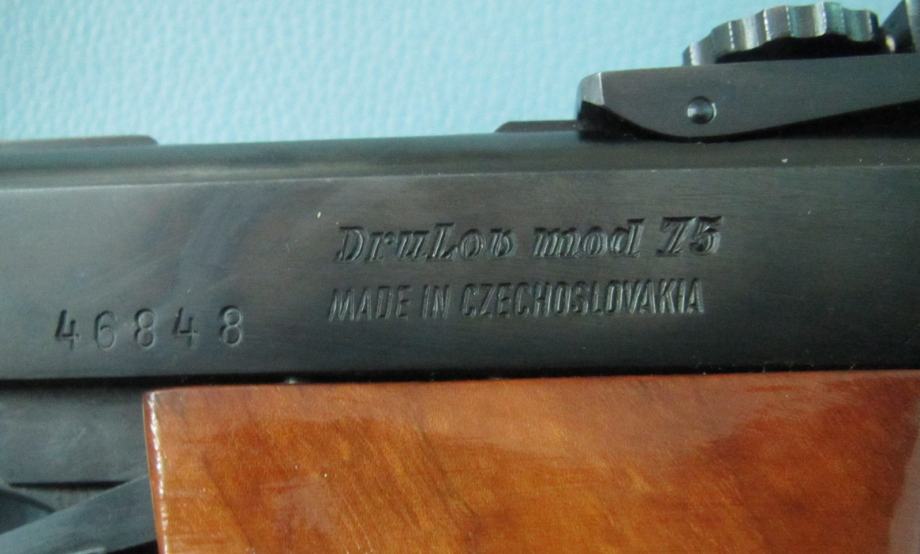 DruLov mod 75
MADE IN CZECHOSLOVAKIA
46848